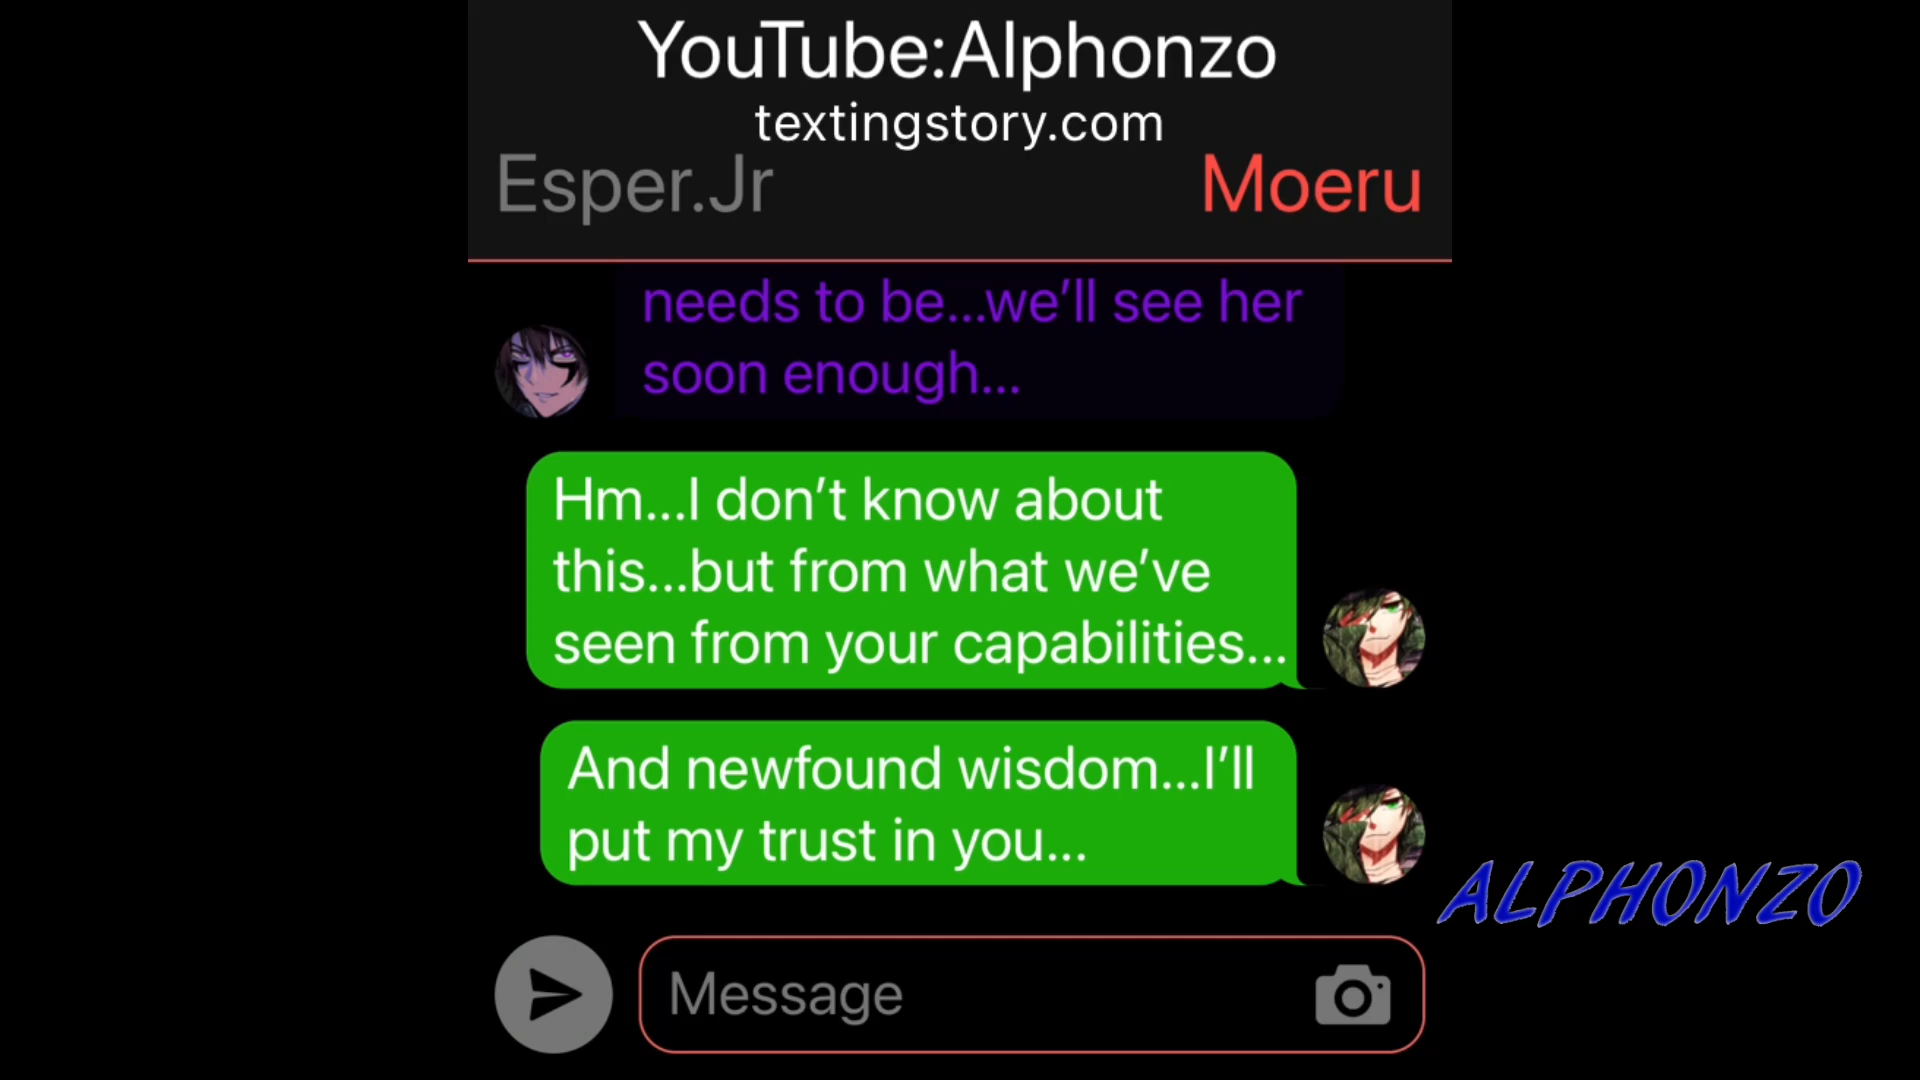 YouTube:Alphonzo
textingstory.com
Esper.Jr
Moeru
needs to be...we’ll see her
soon enough...
Hm...I don’t know about
this...but from what we’ve
seen from your capabilities...
And newfound wisdom...I’ll
put my trust in you...
ALPHONZO
Message